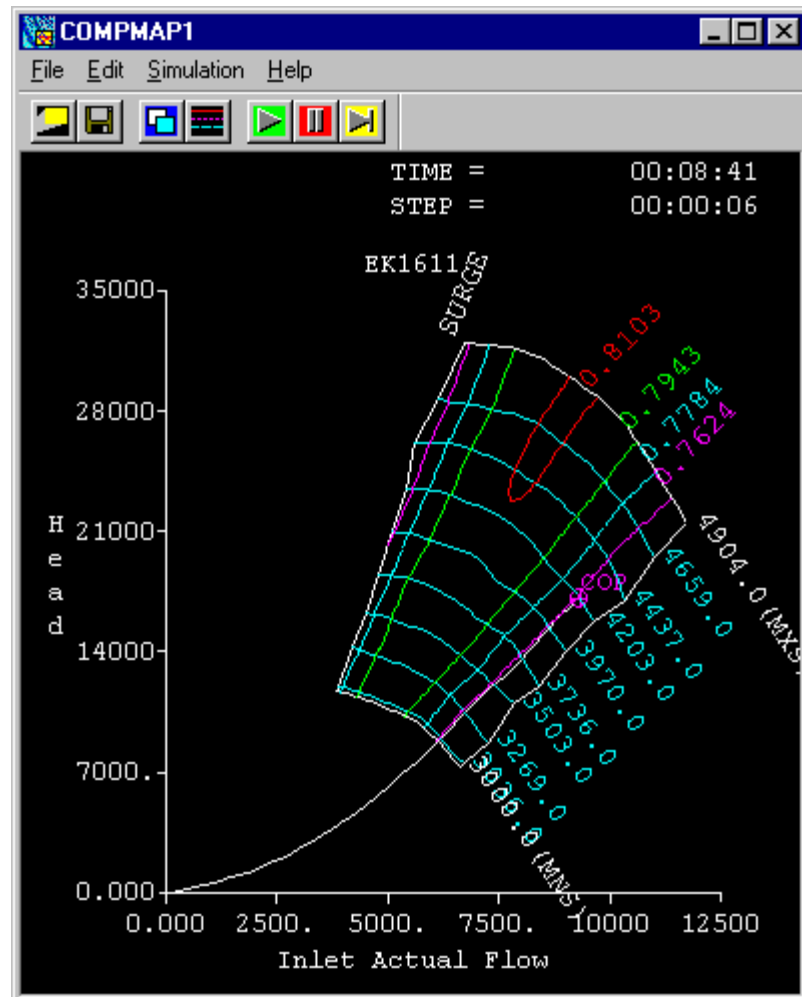 COMPMAP1
File Edit Simulation Help
TIME = 00:08:41
STEP = 00:00:06
EK1611
SURGE
35000
28000
21000
14000
7000.
0.000
Head
0.8103
0.7943
0.7784
0.7624
COP
4904.0(MXS)
4659.0
4437.0
4203.0
3970.0
3736.0
3503.0
3269.0
(MNS)
0.000 2500. 5000. 7500. 10000 12500
Inlet Actual Flow